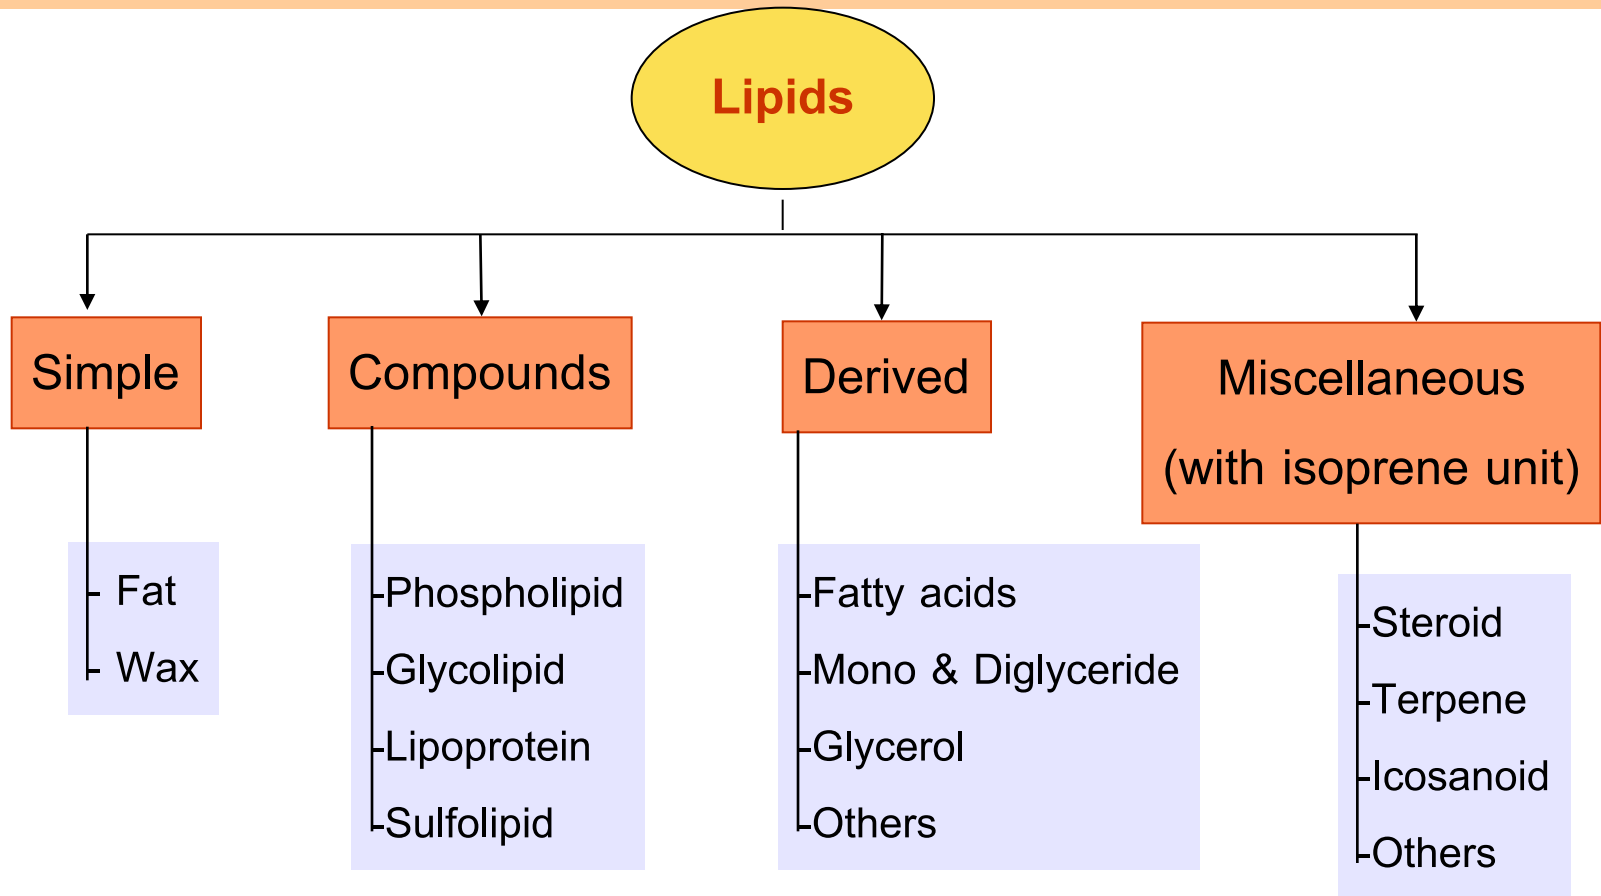 Lipids
Simple
Compounds
Derived
Miscellaneous
(with isoprene unit)
- Fat
- Wax
-Phospholipid
-Glycolipid
-Lipoprotein
-Sulfolipid
-Fatty acids
-Mono & Diglyceride
-Glycerol
-Others
-Steroid
-Terpene
-Icosanoid
-Others